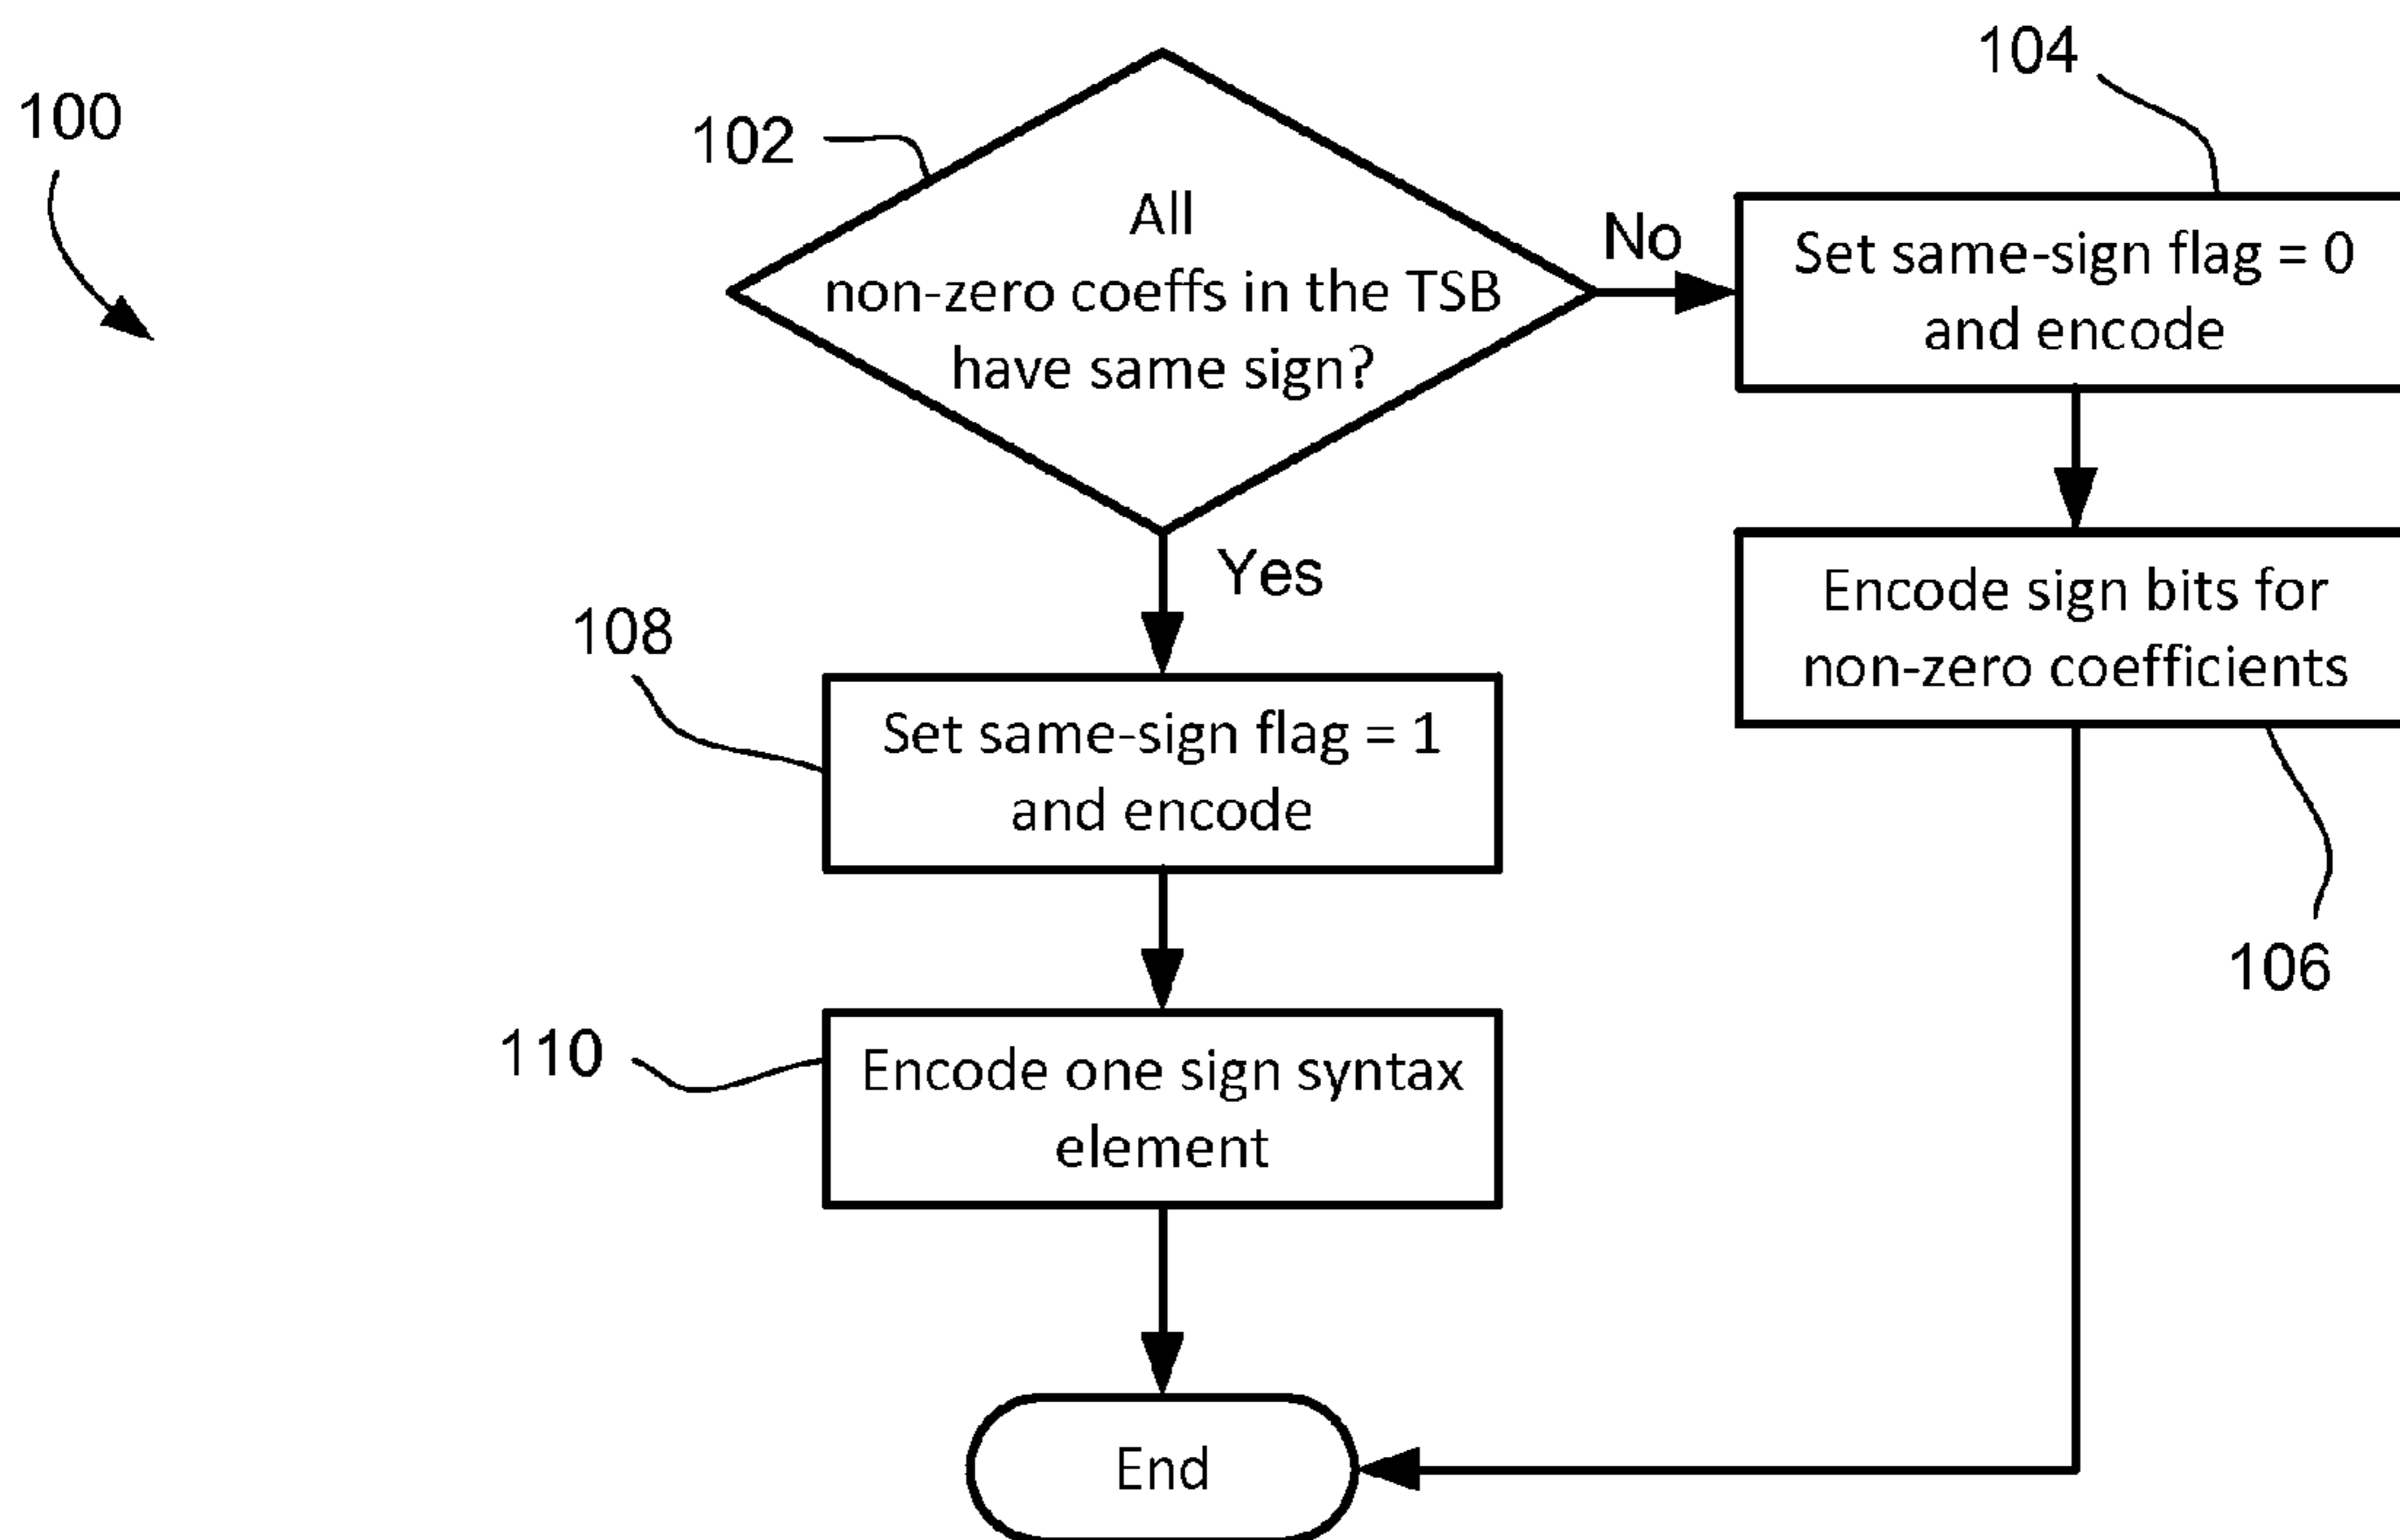 100
102
All
non-zero coeffs in the TSB
have same sign?
No
104
Set same-sign flag = 0
and encode
Encode sign bits for
non-zero coefficients
106
Yes
108
Set same-sign flag = 1
and encode
110
Encode one sign syntax
element
End